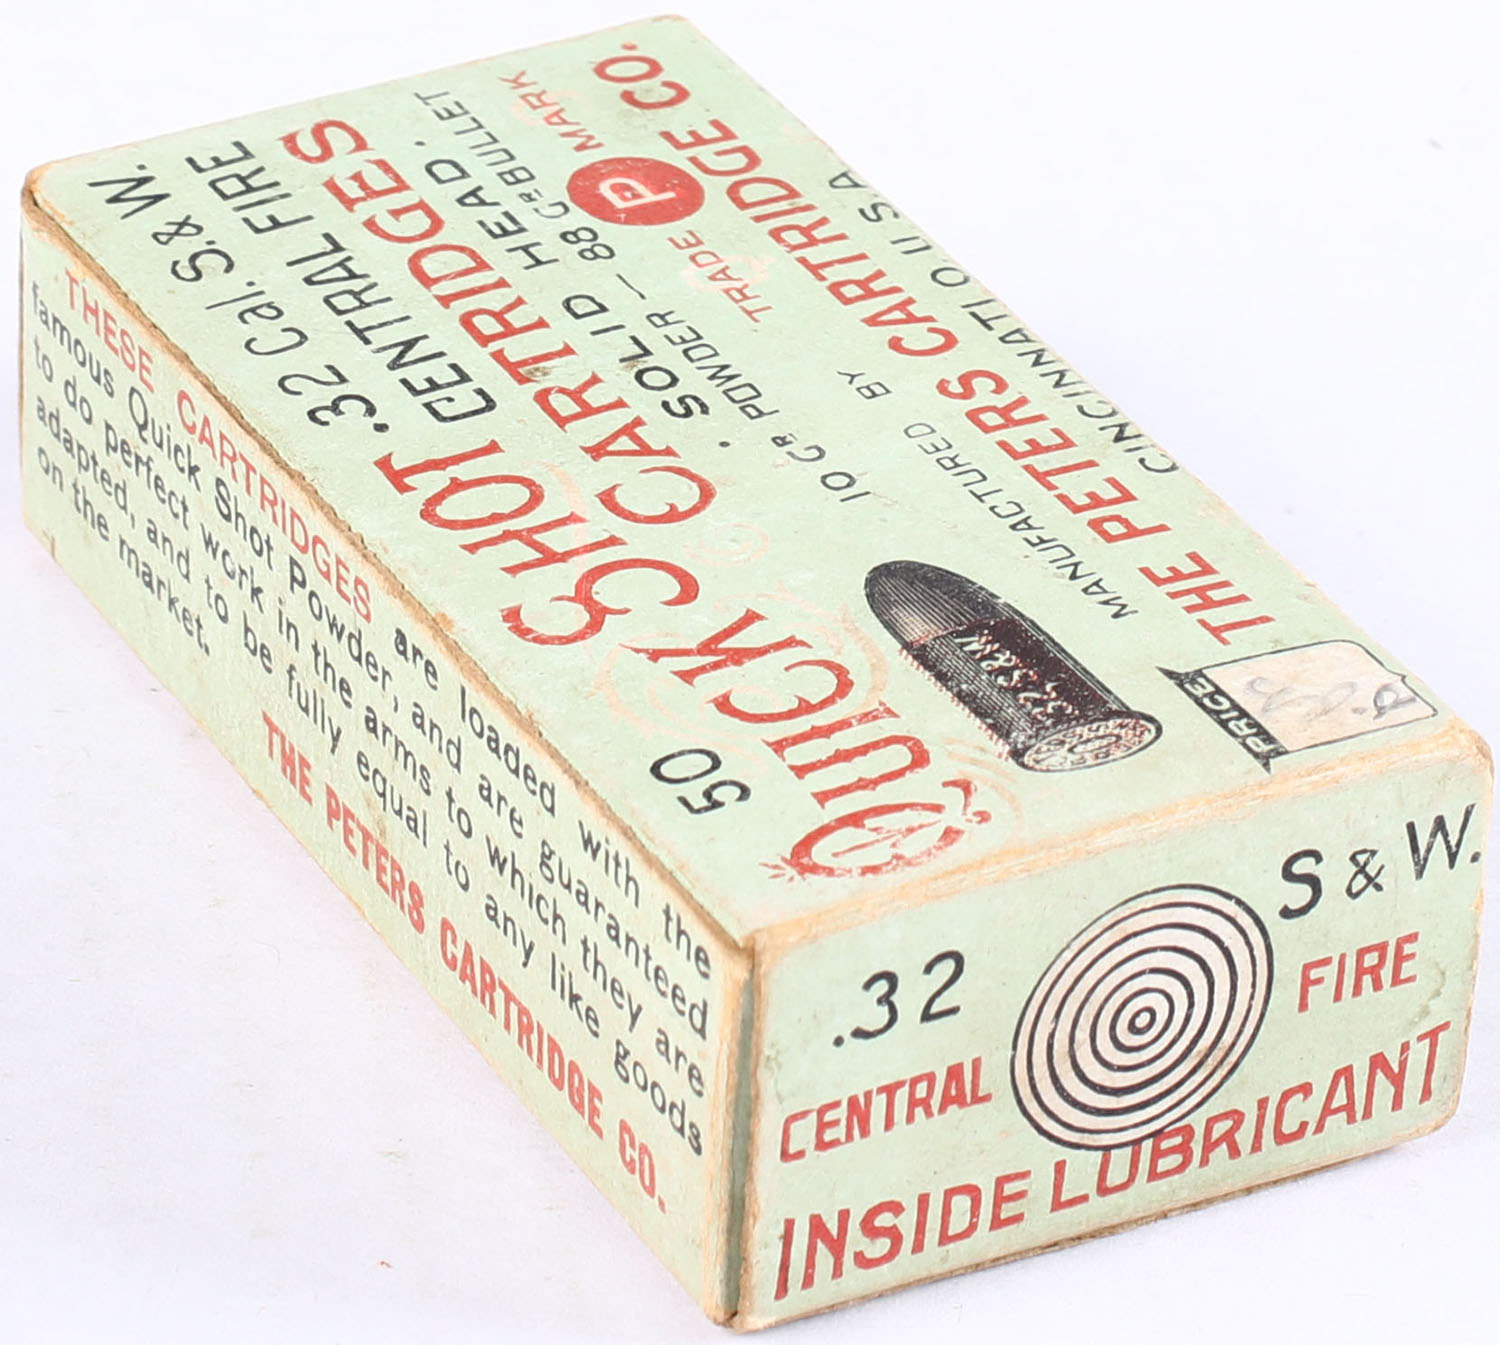 .32 Cal. S.& W.
CENTRAL FIRE
50
QUICK SHOT CARTRIDGES
. SOLID HEAD .
10 Gr POWDER — 88 Gr BULLET
.32 S.& W.
TRADE P MARK
MANUFACTURED BY
THE PETERS CARTRIDGE CO.
CINCINNATI O U.S.A
PRICE
THESE CARTRIDGES are loaded with the
famous Quick Shot Powder, and are guaranteed
to do perfect work in the arms to which they are
adapted, and to be fully equal to any like goods
on the market.
THE PETERS CARTRIDGE CO.
.32 S & W.
CENTRAL FIRE
INSIDE LUBRICANT